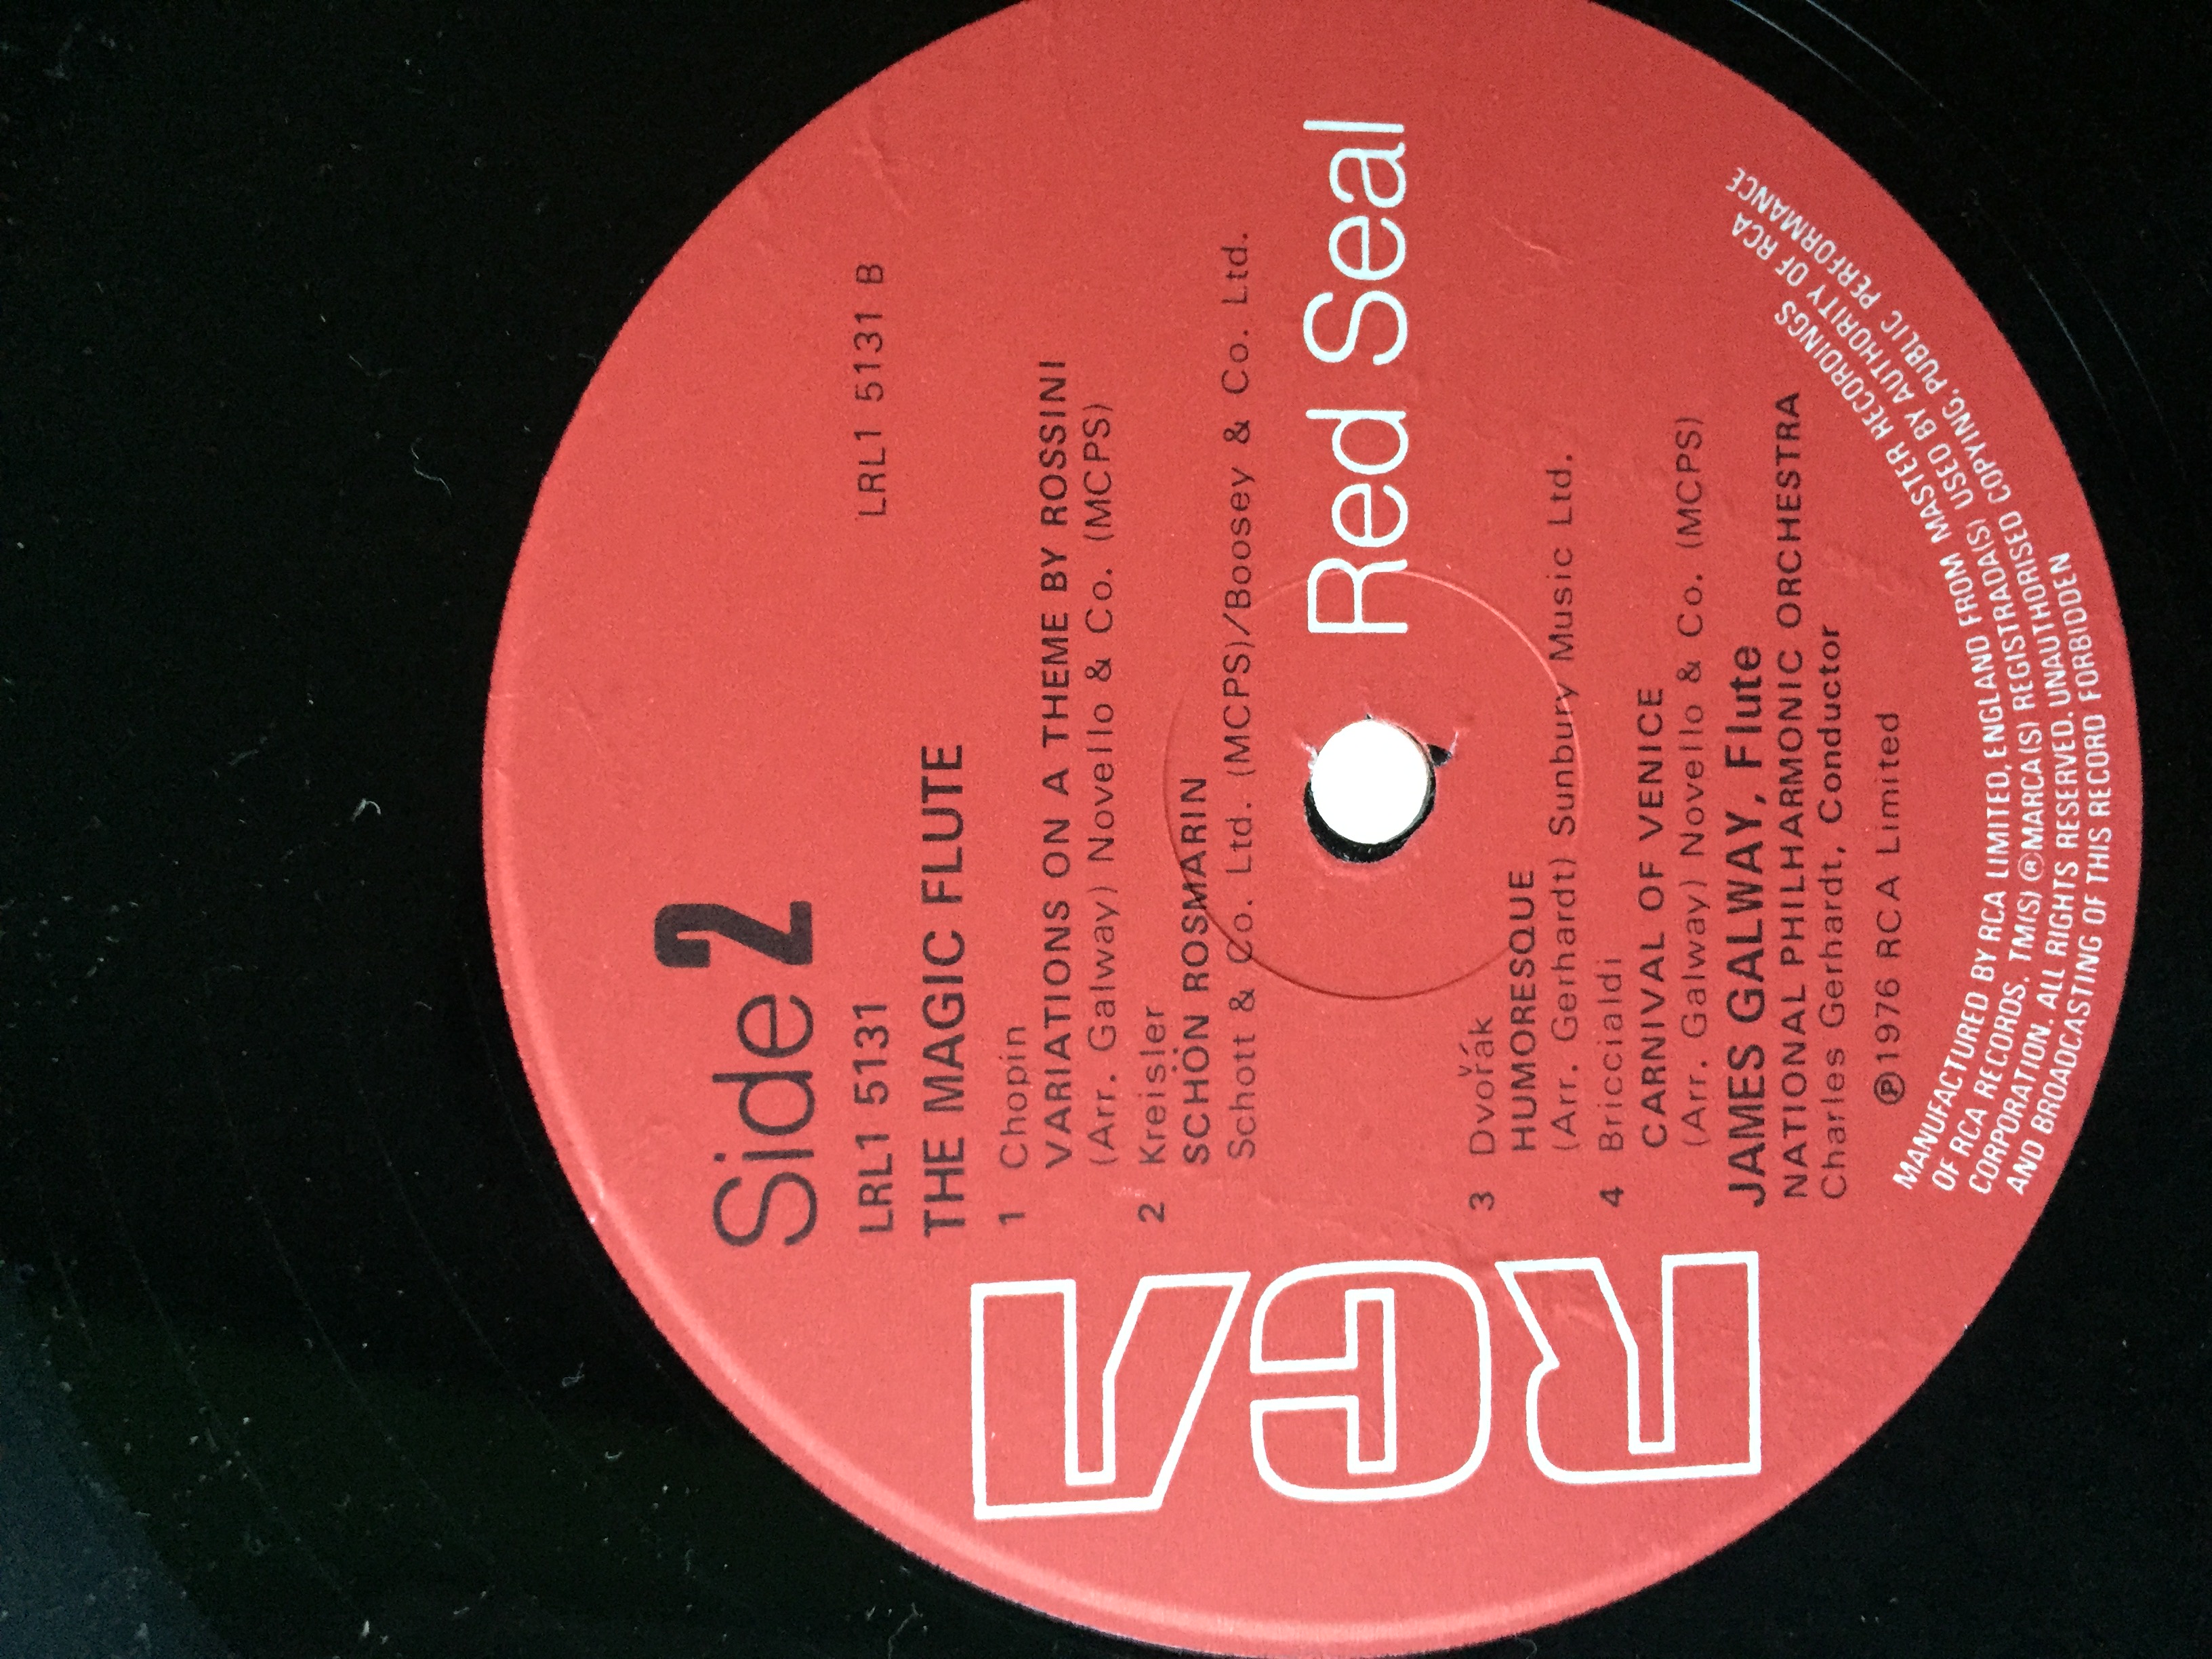 Side 2
LRL1 5131 LRL1 5131 B
THE MAGIC FLUTE
1 Chopin
VARIATIONS ON A THEME BY ROSSINI
(Arr. Galway) Novello & Co. (MCPS)
2 Kreisler
SCHÖN ROSMARIN
Schott & Co. Ltd. (MCPS)/Boosey & Co. Ltd.
Red Seal
3 Dvořák
HUMORESQUE
(Arr. Gerhardt) Sunbury Music Ltd.
4 Briccialdi
CARNIVAL OF VENICE
(Arr. Galway) Novello & Co. (MCPS)
JAMES GALWAY, Flute
NATIONAL PHILHARMONIC ORCHESTRA
Charles Gerhardt, Conductor
℗1976 RCA Limited
RCA
MANUFACTURED BY RCA LIMITED, ENGLAND FROM MASTER RECORDINGS
OF RCA RECORDS. TM(S) ®MARCA(S) REGISTRADA(S) USED BY AUTHORITY OF RCA
CORPORATION. ALL RIGHTS RESERVED. UNAUTHORISED COPYING, PUBLIC PERFORMANCE
AND BROADCASTING OF THIS RECORD FORBIDDEN